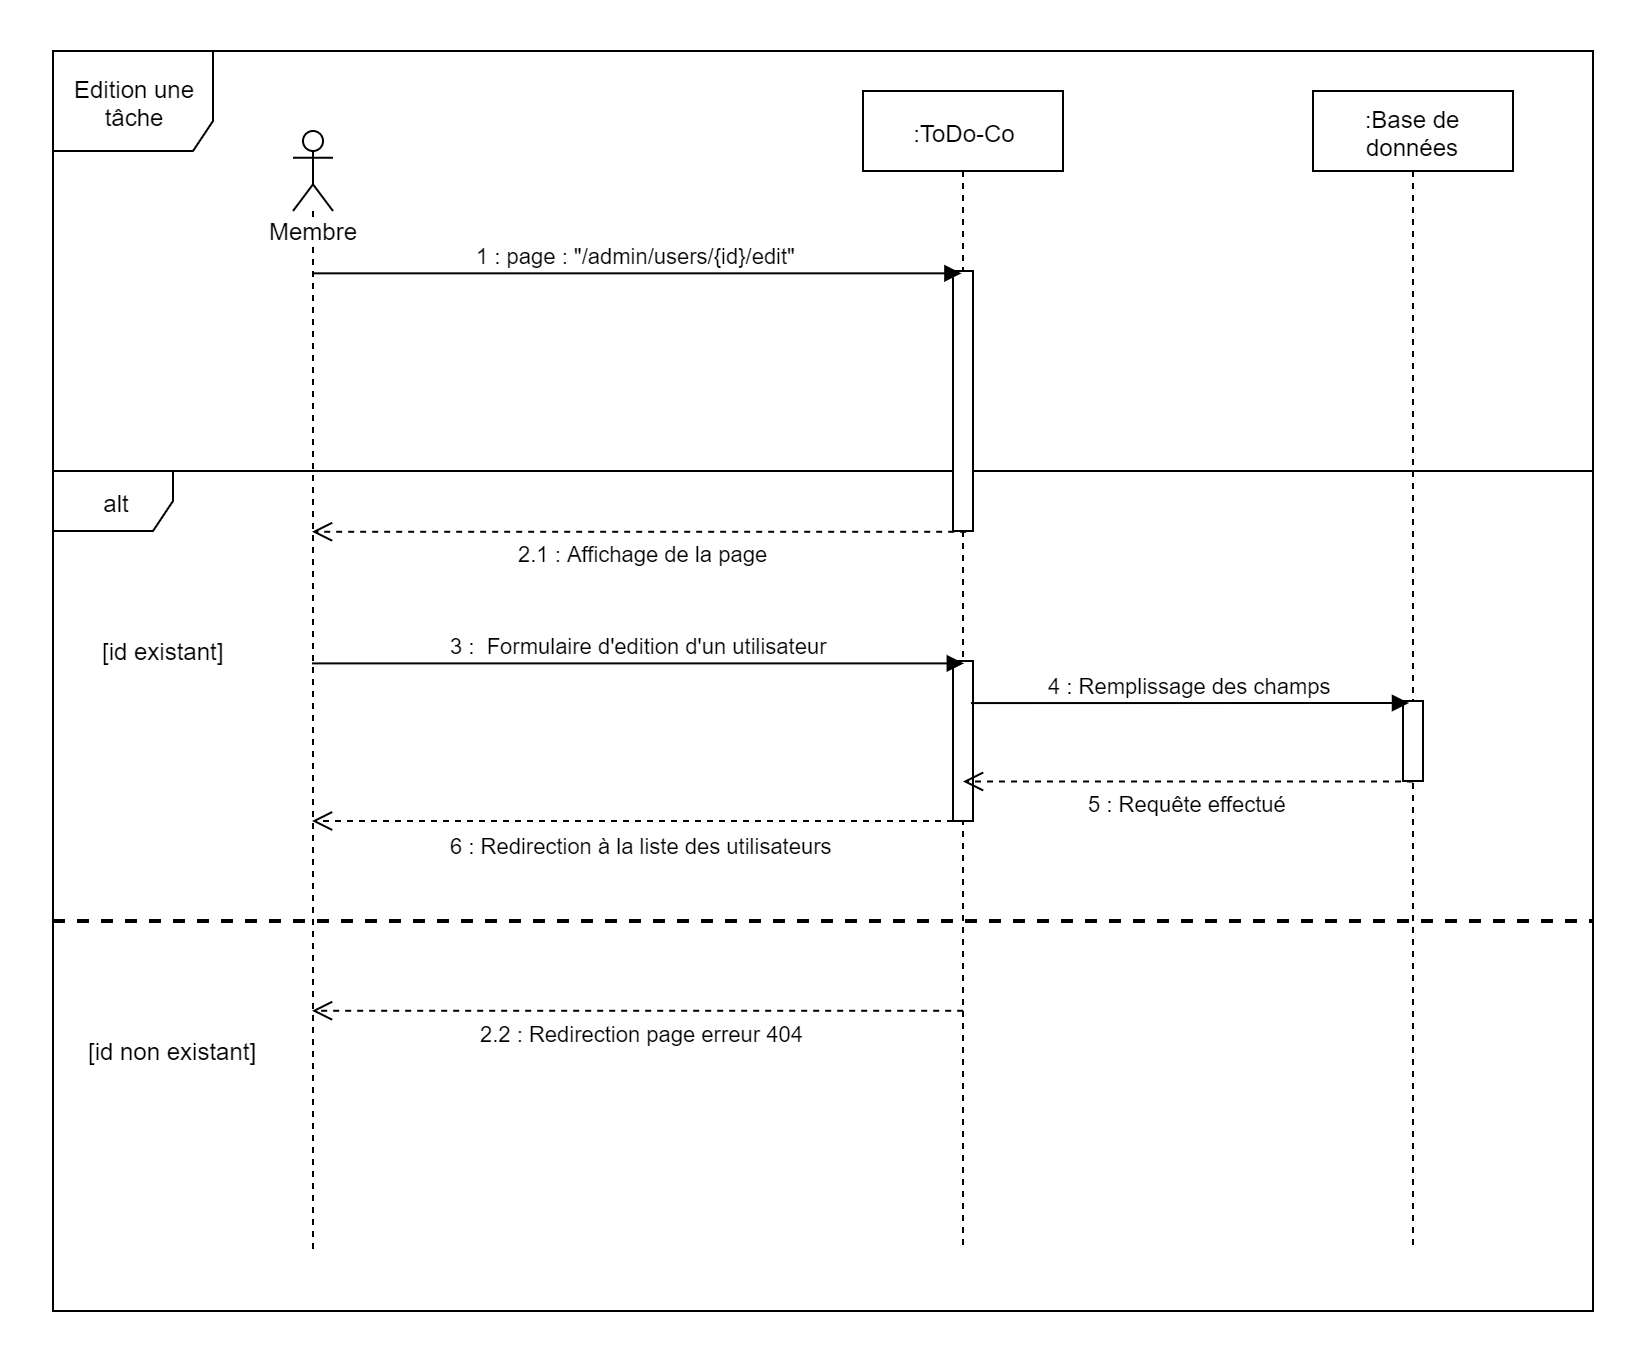 Edition une
tâche
:ToDo-Co
:Base de
données
Membre
1 : page : "/admin/users/{id}/edit"
alt
2.1 : Affichage de la page
[id existant]
3 :  Formulaire d'edition d'un utilisateur
4 : Remplissage des champs
5 : Requête effectué
6 : Redirection à la liste des utilisateurs
2.2 : Redirection page erreur 404
[id non existant]